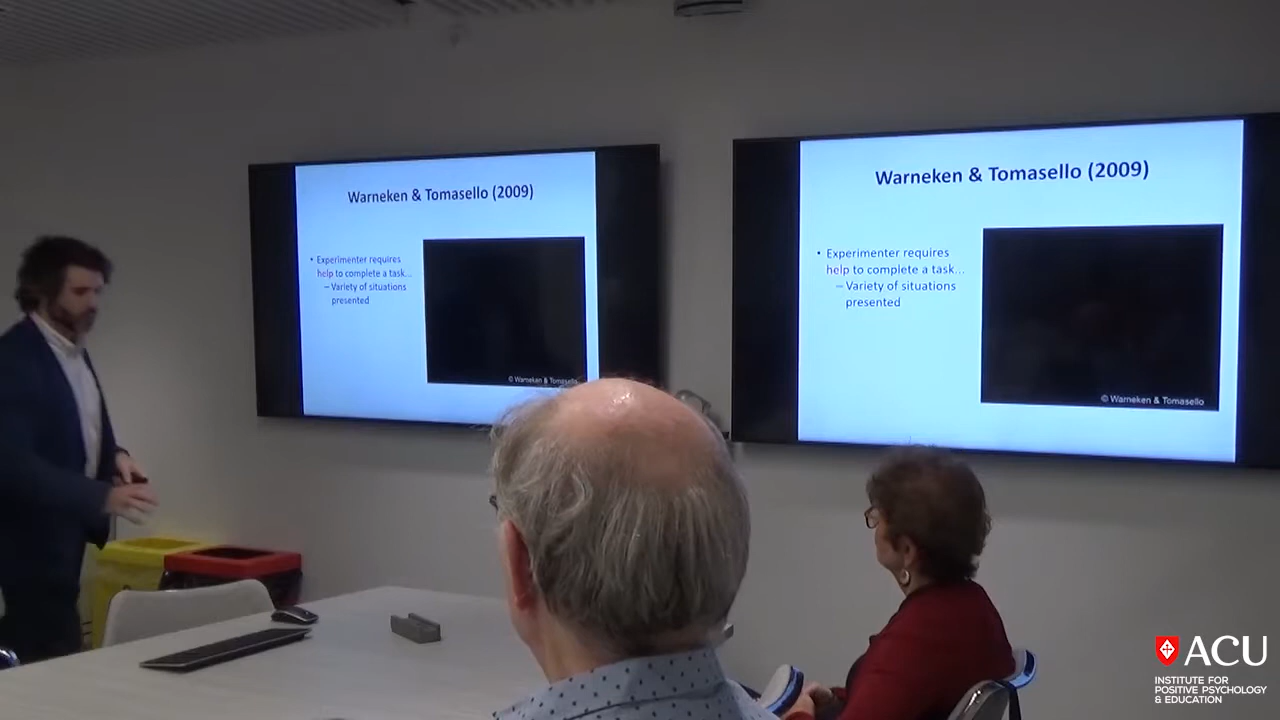 Warneken & Tomasello (2009)
• Experimenter requires
help to complete a task...
– Variety of situations
presented
© Warneken & Tomasello
Warneken & Tomasello (2009)
• Experimenter requires
help to complete a task...
– Variety of situations
presented
© Warneken & Tomasello
ACU
INSTITUTE FOR
POSITIVE PSYCHOLOGY
& EDUCATION